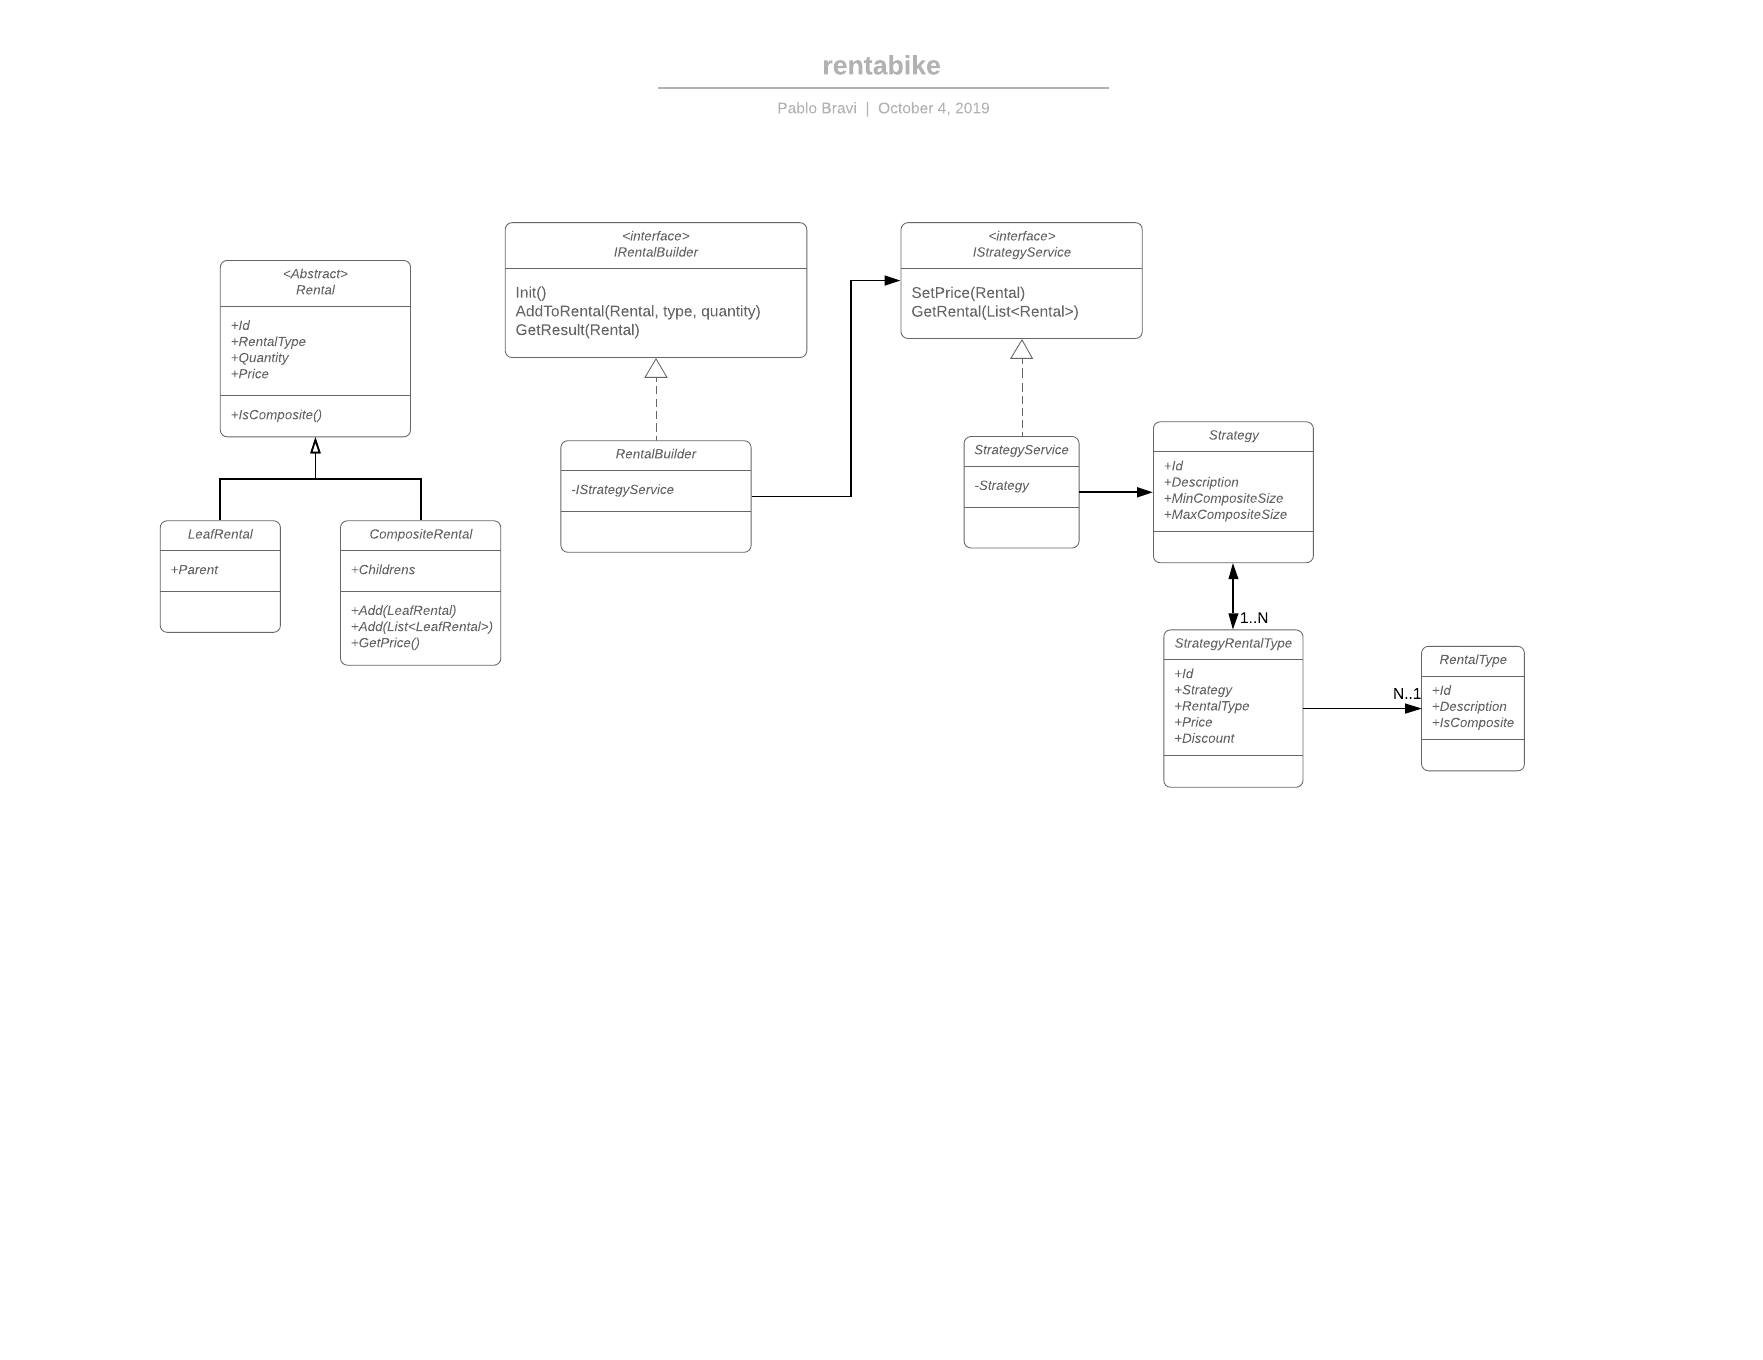 rentabike
Pablo Bravi | October 4, 2019
<Abstract>
Rental
+Id
+RentalType
+Quantity
+Price
+IsComposite()
LeafRental
+Parent
CompositeRental
+Childrens
+Add(LeafRental)
+Add(List<LeafRental>)
+GetPrice()
<interface>
IRentalBuilder
Init()
AddToRental(Rental, type, quantity)
GetResult(Rental)
RentalBuilder
-IStrategyService
<interface>
IStrategyService
SetPrice(Rental)
GetRental(List<Rental>)
StrategyService
-Strategy
Strategy
+Id
+Description
+MinCompositeSize
+MaxCompositeSize
1..N
StrategyRentalType
+Id
+Strategy
+RentalType
+Price
+Discount
N..1
RentalType
+Id
+Description
+IsComposite